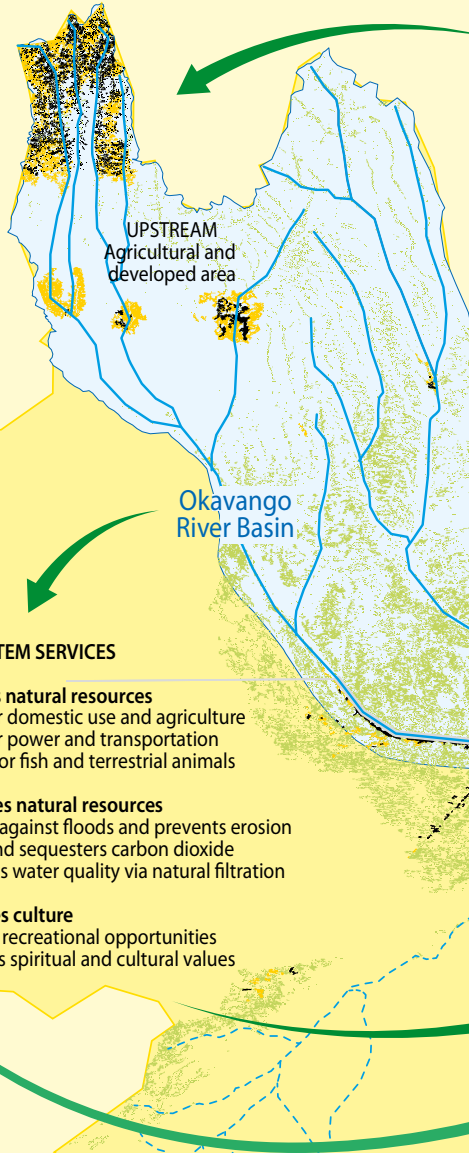 UPSTREAM
Agricultural and
developed area
Okavango
River Basin
TEM SERVICES
s natural resources
r domestic use and agriculture
r power and transportation
or fish and terrestrial animals
es natural resources
against floods and prevents erosion
nd sequesters carbon dioxide
s water quality via natural filtration
es culture
recreational opportunities
s spiritual and cultural values